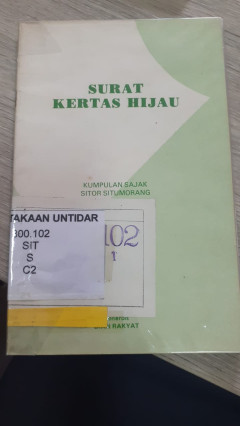 SURAT
KERTAS HIJAU
KUMPULAN SAJAK
SITOR SITUMORANG
TAKAAN UNTIDAR
800.102
SIT
S
C2
102
RAKYAT